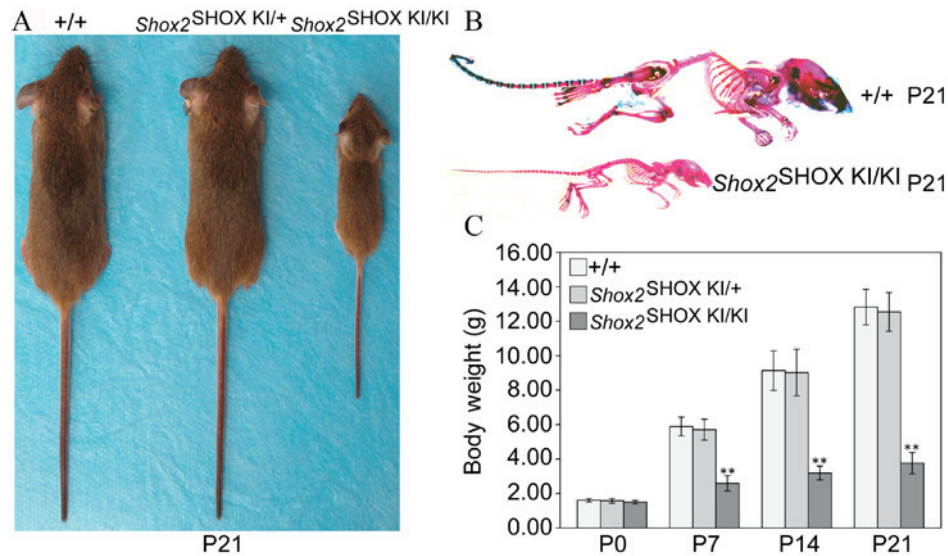 A
+/+
Shox2SHOX KI/+
Shox2SHOX KI/KI
P21
B
+/+ P21
Shox2SHOX KI/KI P21
C
16.00
14.00
12.00
10.00
8.00
6.00
4.00
2.00
0.00
Body weight (g)
+/+
Shox2SHOX KI/+
Shox2SHOX KI/KI
**
**
**
P0
P7
P14
P21